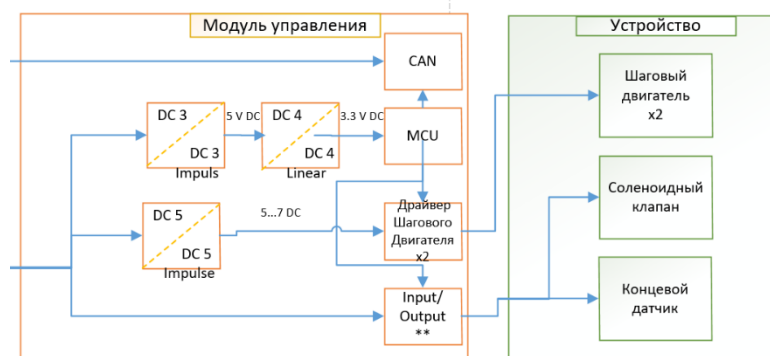 Модуль управления
Устройство
CAN
Шаговый
двигатель
x2
DC 3
5 V DC
DC 4
3.3 V DC
MCU
DC 3
DC 4
Impuls
Linear
Соленоидный
клапан
DC 5
5...7 DC
Драйвер
Шагового
Двигателя
x2
DC 5
Impulse
Input/
Output
**
Концевой
датчик